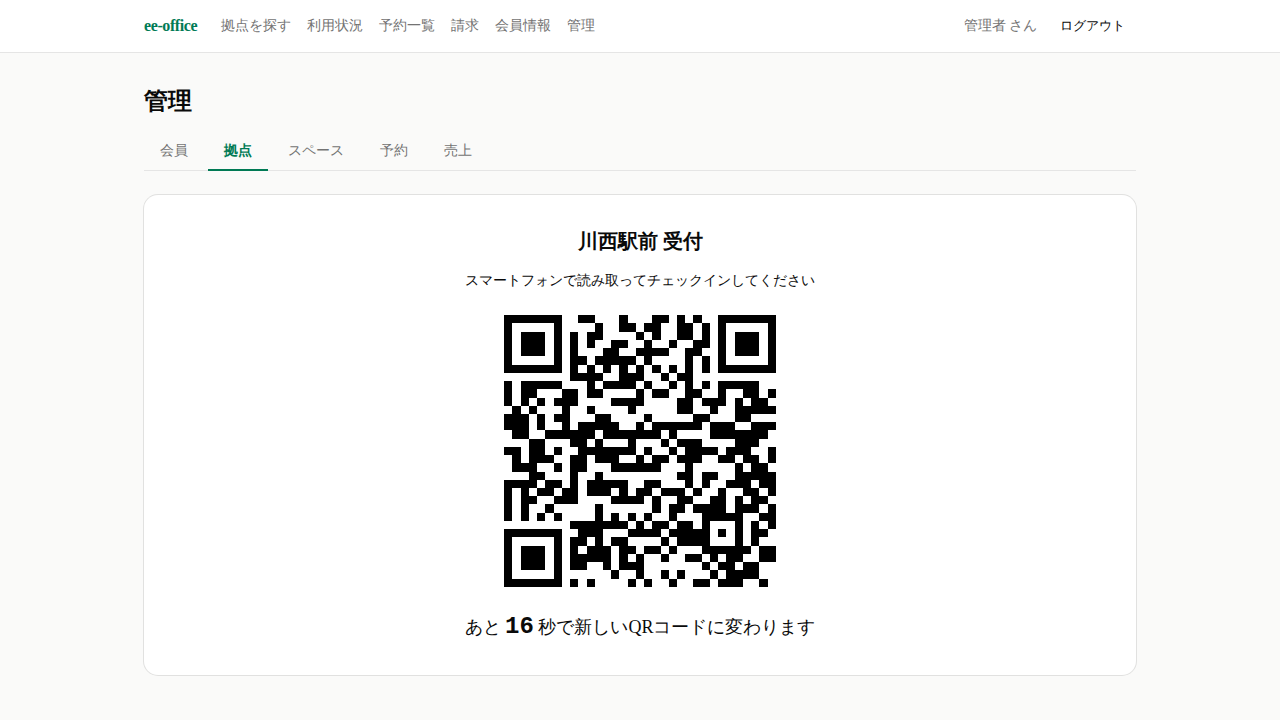 ee-office 拠点を探す 利用状況 予約一覧 請求 会員情報 管理 管理者 さん ログアウト
管理
会員 拠点 スペース 予約 売上
川西駅前 受付
スマートフォンで読み取ってチェックインしてください
あと 16 秒で新しいQRコードに変わります